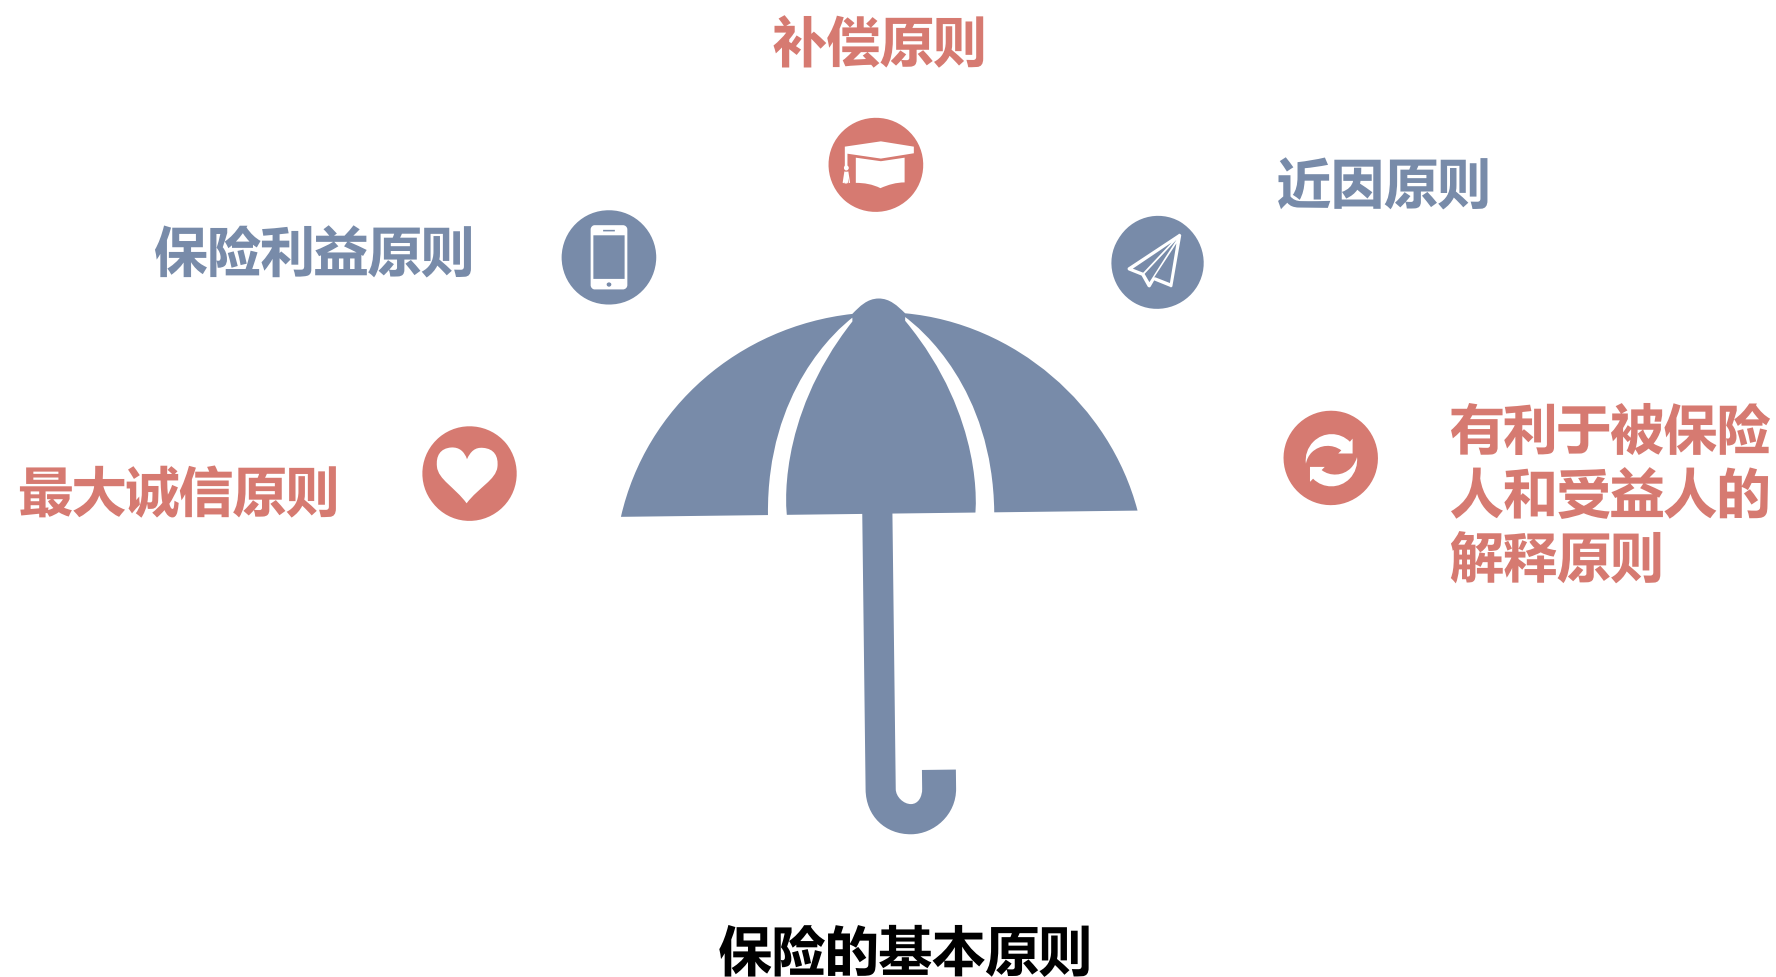 补偿原则
近因原则
保险利益原则
最大诚信原则
有利于被保险
人和受益人的
解释原则
保险的基本原则